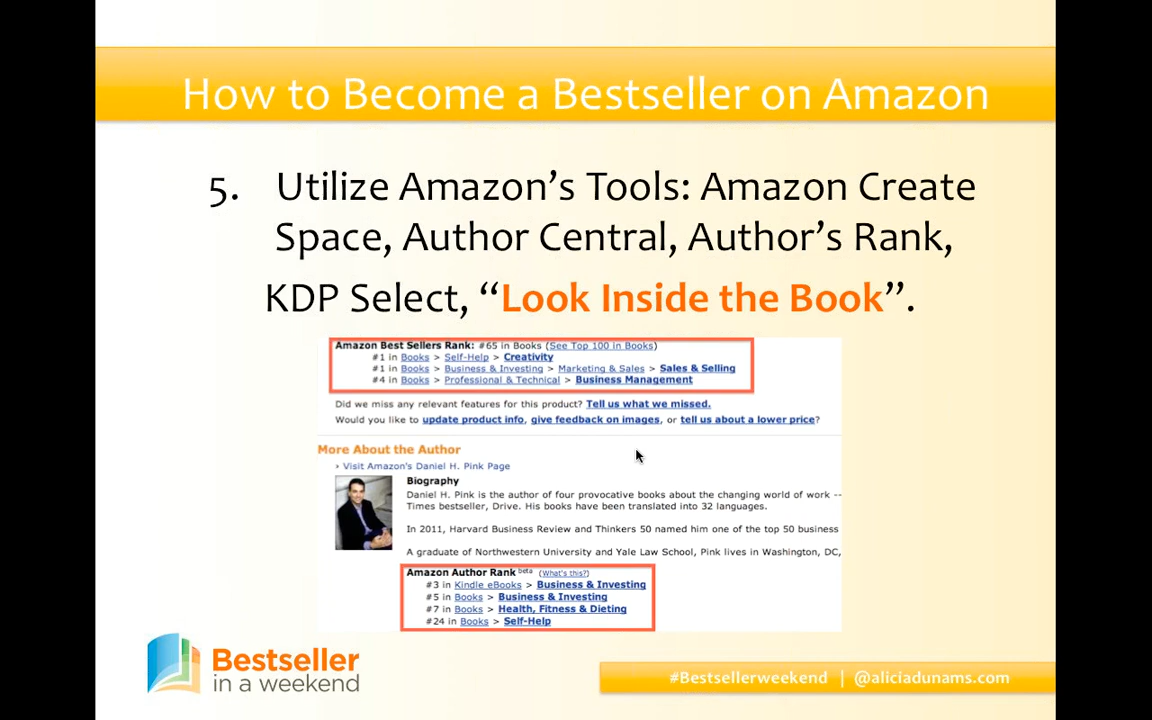 How to Become a Bestseller on Amazon
5. Utilize Amazon's Tools: Amazon Create
Space, Author Central, Author's Rank,
KDP Select, “Look Inside the Book”.
Amazon Best Sellers Rank: #65 in Books (See Top 100 in Books)
#1 in Books > Self-Help > Creativity
#1 in Books > Business & Investing > Marketing & Sales > Sales & Selling
#4 in Books > Professional & Technical > Business Management
Did we miss any relevant features for this product? Tell us what we missed.
Would you like to update product info, give feedback on images, or tell us about a lower price?
More About the Author
› Visit Amazon's Daniel H. Pink Page
Biography
Daniel H. Pink is the author of four provocative books about the changing world of work --
Times bestseller, Drive. His books have been translated into 32 languages.
In 2011, Harvard Business Review and Thinkers 50 named him one of the top 50 business
A graduate of Northwestern University and Yale Law School, Pink lives in Washington, DC,
Amazon Author Rank beta (What's this?)
#3 in Kindle eBooks > Business & Investing
#5 in Books > Business & Investing
#7 in Books > Health, Fitness & Dieting
#24 in Books > Self-Help
Bestseller
in a weekend
#Bestsellerweekend | @aliciadunams.com